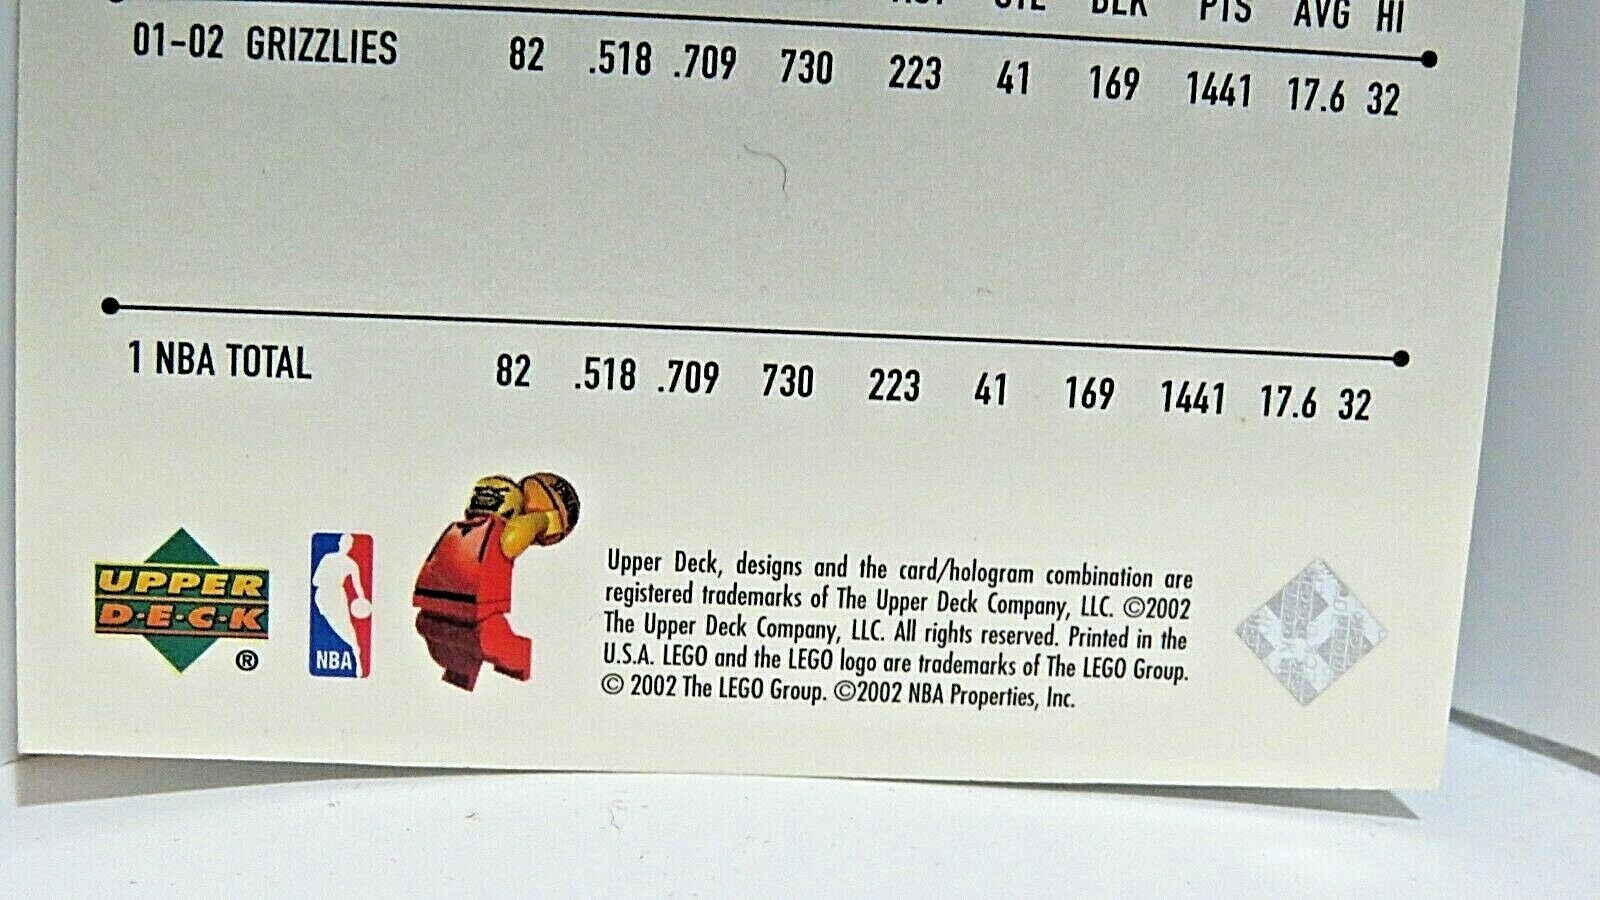 BLK PTS AVG HI
01-02 GRIZZLIES 82 .518 .709 730 223 41 169 1441 17.6 32
1 NBA TOTAL 82 .518 .709 730 223 41 169 1441 17.6 32
UPPER
D·E·C·K
®
NBA
Upper Deck, designs and the card/hologram combination are
registered trademarks of The Upper Deck Company, LLC. ©2002
The Upper Deck Company, LLC. All rights reserved. Printed in the
U.S.A. LEGO and the LEGO logo are trademarks of The LEGO Group.
© 2002 The LEGO Group. ©2002 NBA Properties, Inc.